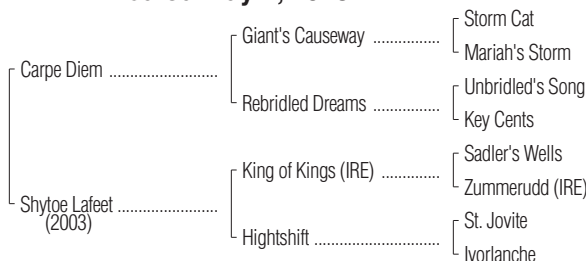 Storm Cat
Giant's Causeway ................
Mariah's Storm
Carpe Diem .........................
Unbridled's Song
Rebridled Dreams ................
Key Cents
Sadler's Wells
King of Kings (IRE) ..............
Zummerudd (IRE)
Shytoe Lafeet .......................
(2003)
St. Jovite
Hightshift ..............................
Ivorlanche